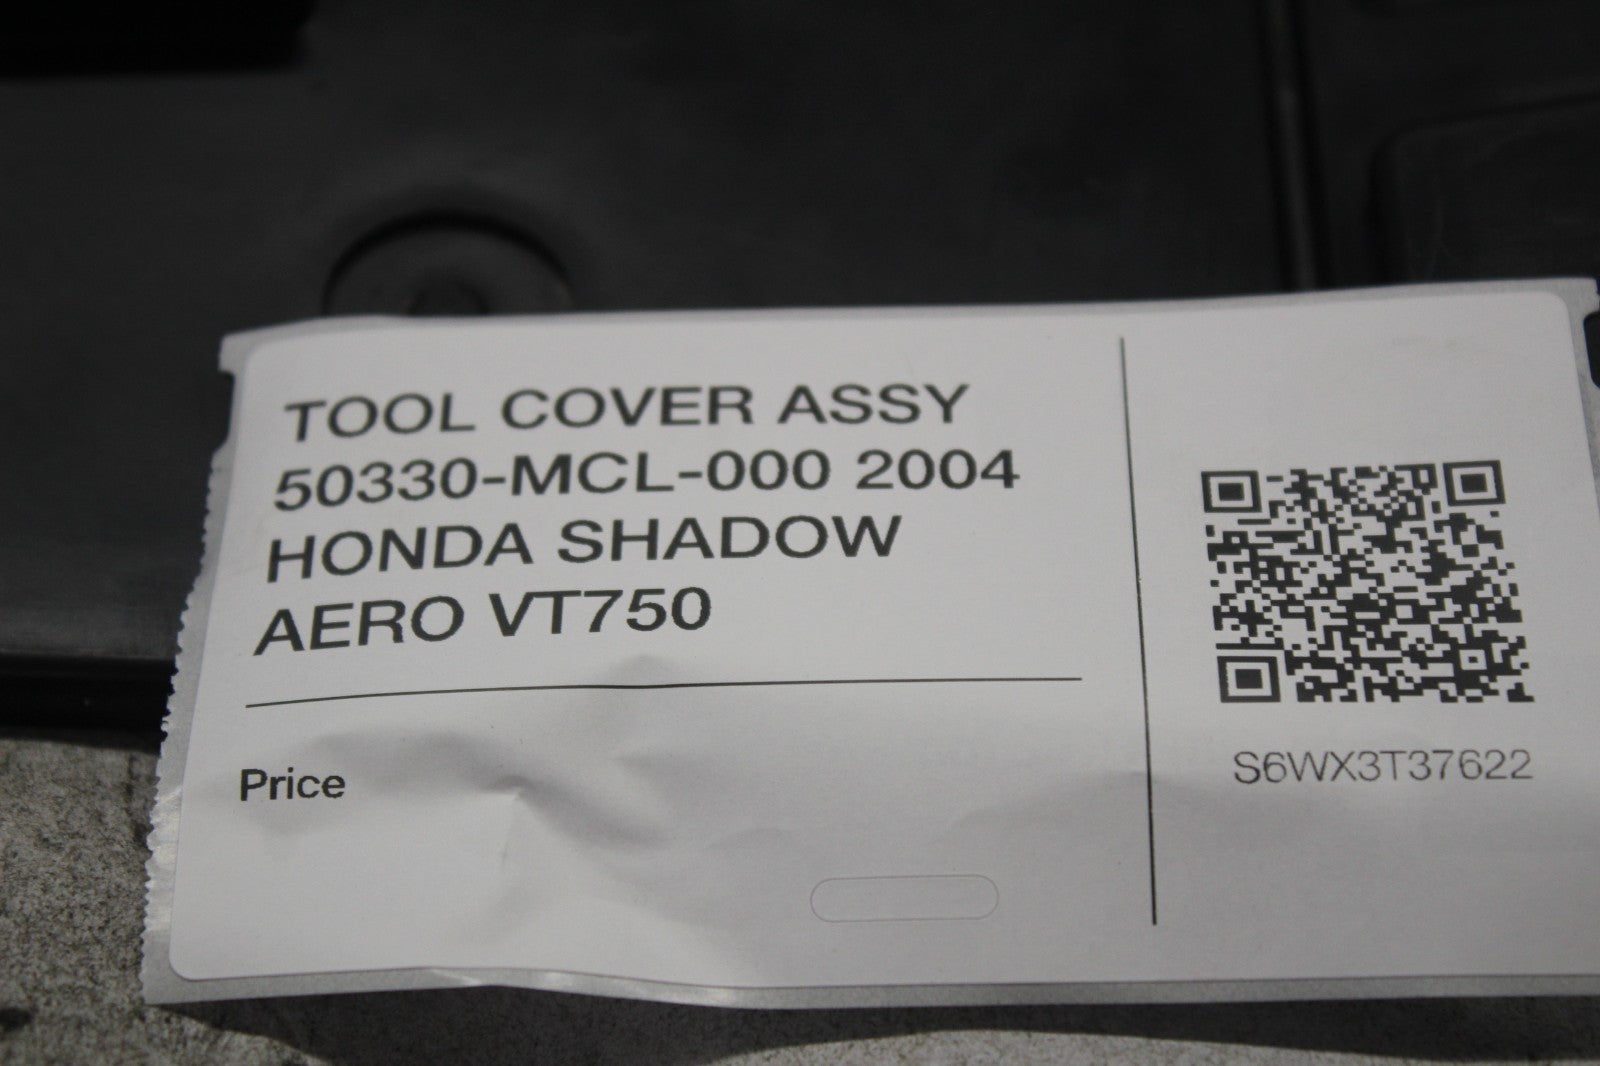 TOOL COVER ASSY
50330-MCL-000 2004
HONDA SHADOW
AERO VT750
Price
S6WX3T37622